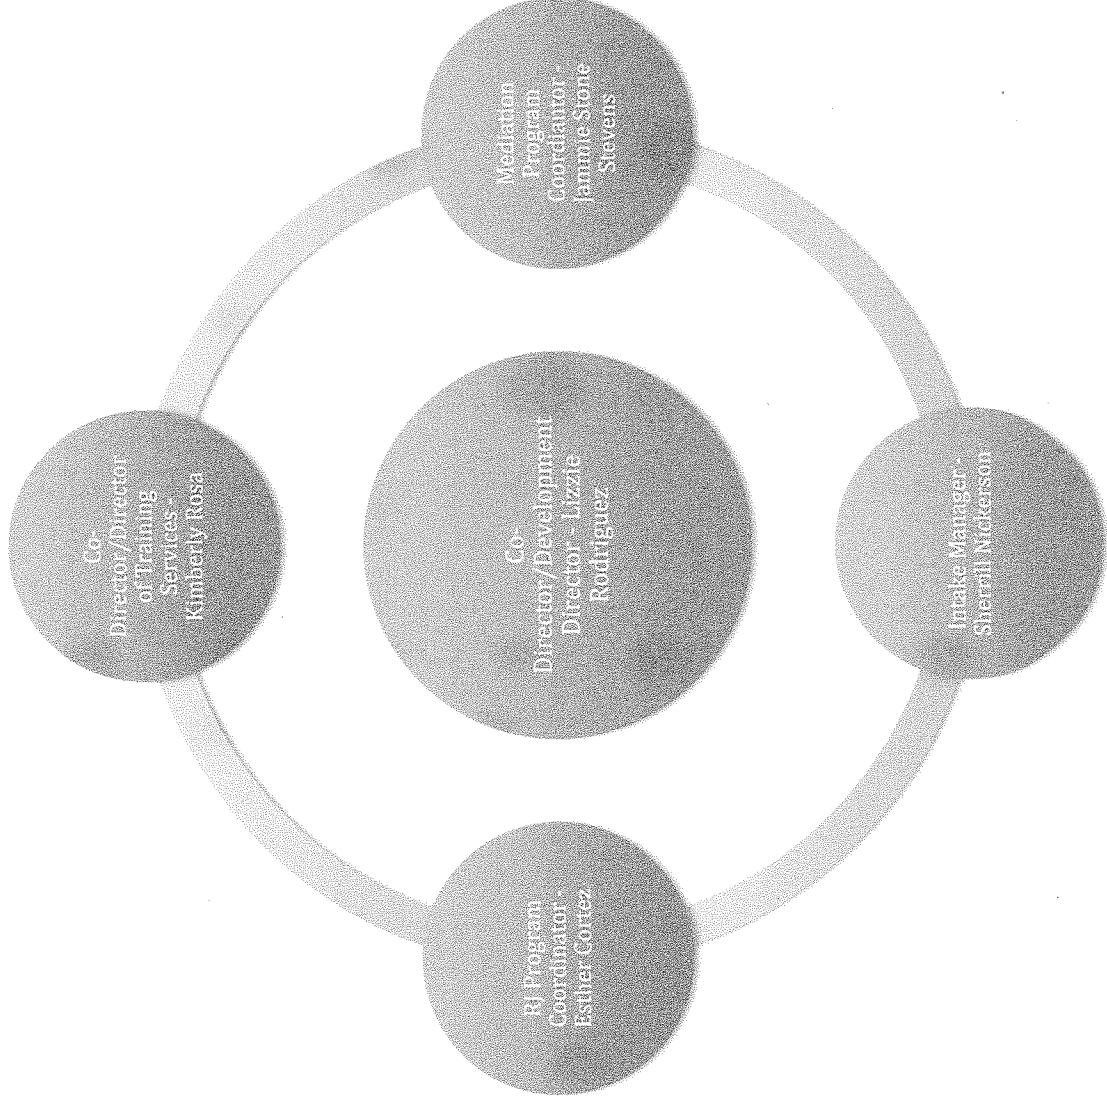 Co-
Director/Director
of Training
Services-
Kimberly Rosa
RJ Program
Coordinator -
Esther Cortez
Co-
Director/Development
Director - Lizzie
Rodriguez
Mediation
Program
Coordiantor -
Jammie Stone
Stevens
Intake Manager -
Sherrill Nickerson